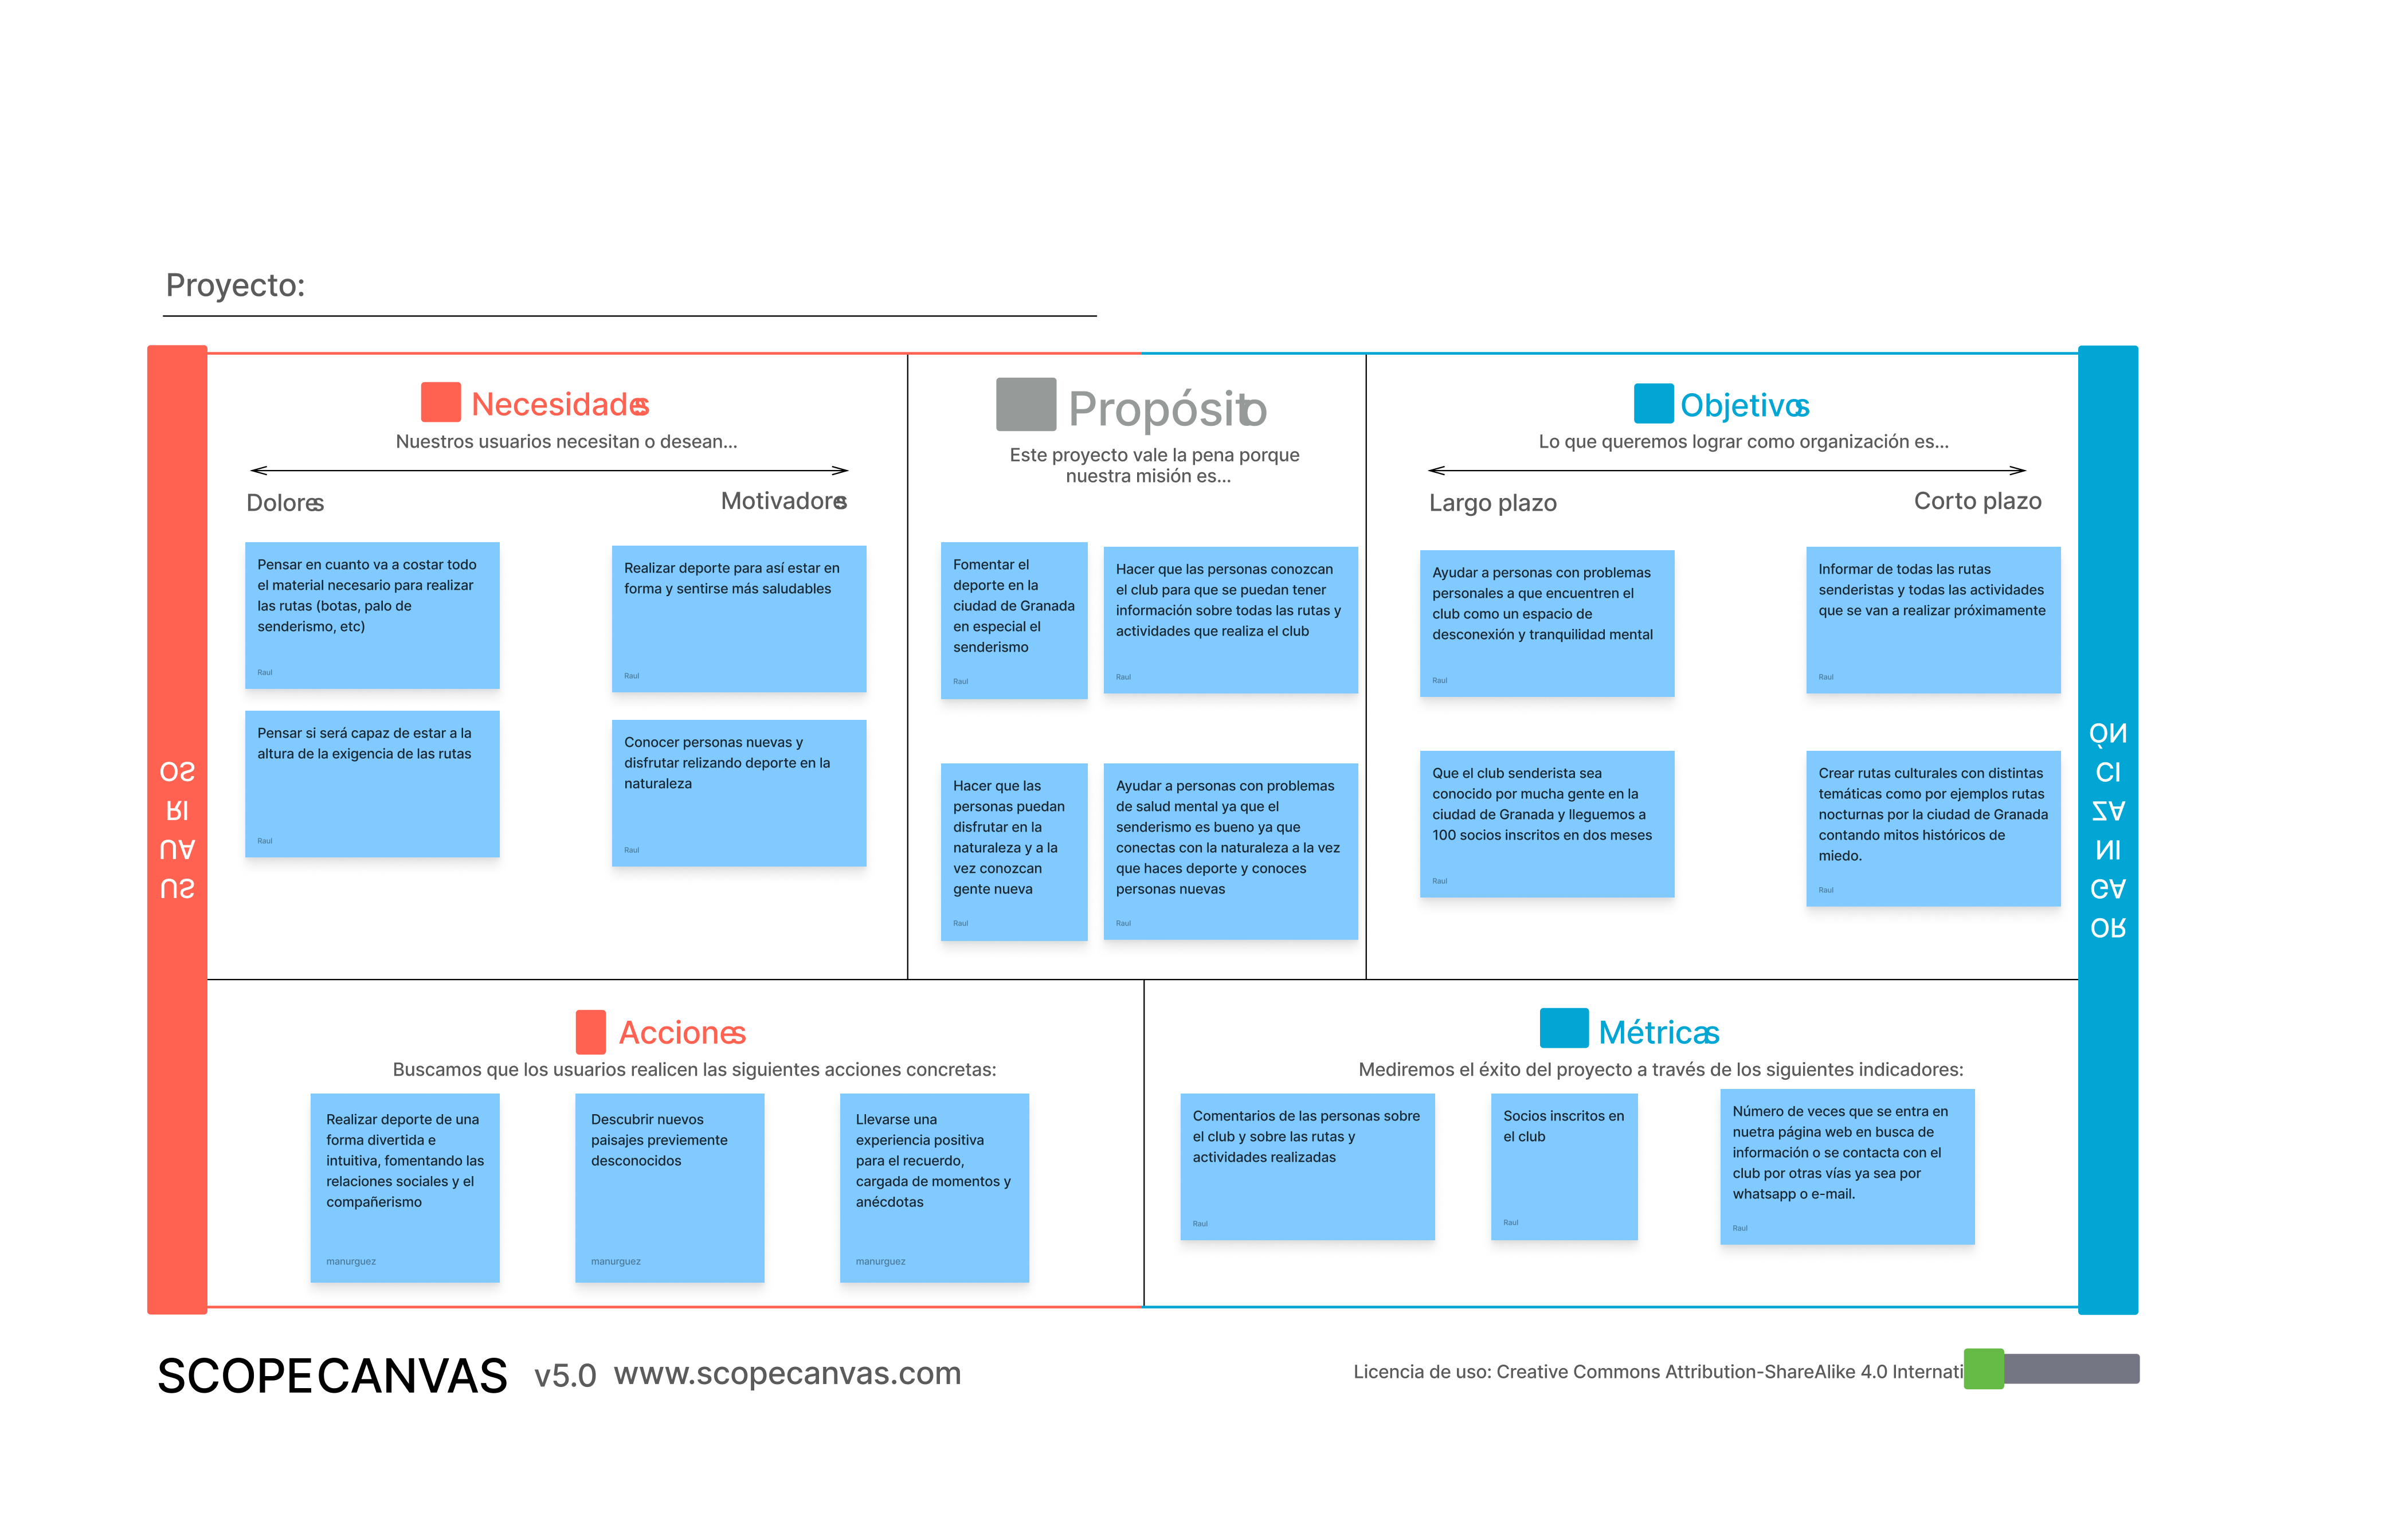 Proyecto:
USUARIOS
Necesidades
Nuestros usuarios necesitan o desean...
Dolores
Motivadores
Pensar en cuanto va a costar todo
el material necesario para realizar
las rutas (botas, palo de
senderismo, etc)
Raul
Realizar deporte para así estar en
forma y sentirse más saludables
Raul
Pensar si será capaz de estar a la
altura de la exigencia de las rutas
Raul
Conocer personas nuevas y
disfrutar relizando deporte en la
naturaleza
Raul
Propósito
Este proyecto vale la pena porque
nuestra misión es...
Fomentar el
deporte en la
ciudad de Granada
en especial el
senderismo
Raul
Hacer que las personas conozcan
el club para que se puedan tener
información sobre todas las rutas y
actividades que realiza el club
Raul
Hacer que las
personas puedan
disfrutar en la
naturaleza y a la
vez conozcan
gente nueva
Raul
Ayudar a personas con problemas
de salud mental ya que el
senderismo es bueno ya que
conectas con la naturaleza a la vez
que haces deporte y conoces
personas nuevas
Raul
Objetivos
Lo que queremos lograr como organización es...
Largo plazo
Corto plazo
Ayudar a personas con problemas
personales a que encuentren el
club como un espacio de
desconexión y tranquilidad mental
Raul
Informar de todas las rutas
senderistas y todas las actividades
que se van a realizar próximamente
Raul
Que el club senderista sea
conocido por mucha gente en la
ciudad de Granada y lleguemos a
100 socios inscritos en dos meses
Raul
Crear rutas culturales con distintas
temáticas como por ejemplos rutas
nocturnas por la ciudad de Granada
contando mitos históricos de
miedo.
Raul
ORGANIZACIÓN
Acciones
Buscamos que los usuarios realicen las siguientes acciones concretas:
Realizar deporte de una
forma divertida e
intuitiva, fomentando las
relaciones sociales y el
compañerismo
manurguez
Descubrir nuevos
paisajes previemente
desconocidos
manurguez
Llevarse una
experiencia positiva
para el recuerdo,
cargada de momentos y
anécdotas
manurguez
Métricas
Mediremos el éxito del proyecto a través de los siguientes indicadores:
Comentarios de las personas sobre
el club y sobre las rutas y
actividades realizadas
Raul
Socios inscritos en
el club
Raul
Número de veces que se entra en
nuetra página web en busca de
información o se contacta con el
club por otras vías ya sea por
whatsapp o e-mail.
Raul
SCOPECANVAS v5.0 www.scopecanvas.com
Licencia de uso: Creative Commons Attribution-ShareAlike 4.0 Internati